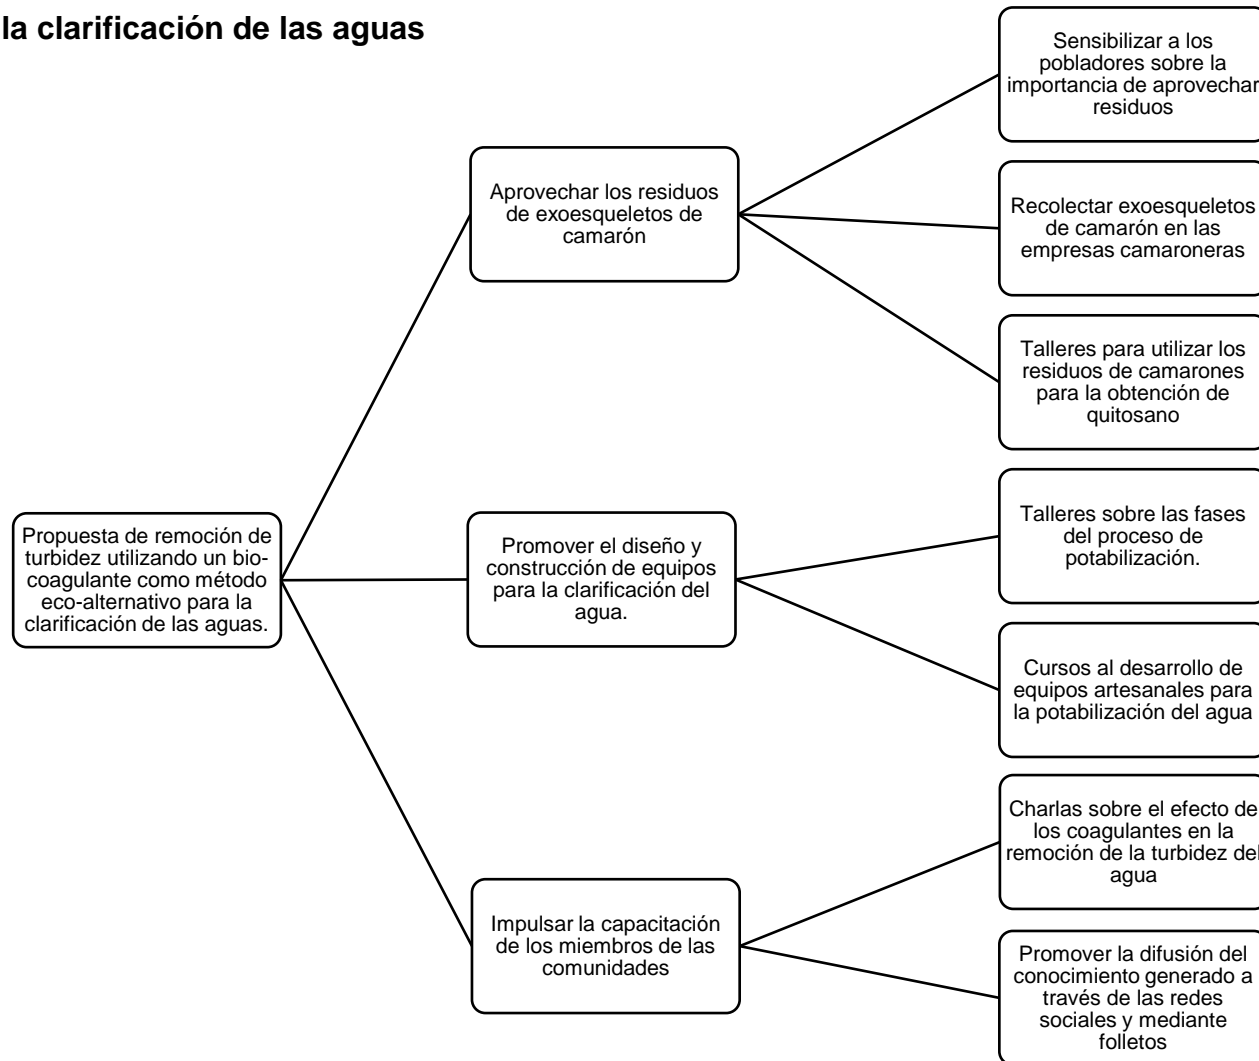 la clarificación de las aguas
Sensibilizar a los
pobladores sobre la
importancia de aprovechar
residuos
Aprovechar los residuos
de exoesqueletos de
camarón
Recolectar exoesqueletos
de camarón en las
empresas camaroneras
Talleres para utilizar los
residuos de camarones
para la obtención de
quitosano
Propuesta de remoción de
turbidez utilizando un bio-
coagulante como método
eco-alternativo para la
clarificación de las aguas.
Promover el diseño y
construcción de equipos
para la clarificación del
agua.
Talleres sobre las fases
del proceso de
potabilización.
Cursos al desarrollo de
equipos artesanales para
la potabilización del agua
Impulsar la capacitación
de los miembros de las
comunidades
Charlas sobre el efecto de
los coagulantes en la
remoción de la turbidez del
agua
Promover la difusión del
conocimiento generado a
través de las redes
sociales y mediante
folletos